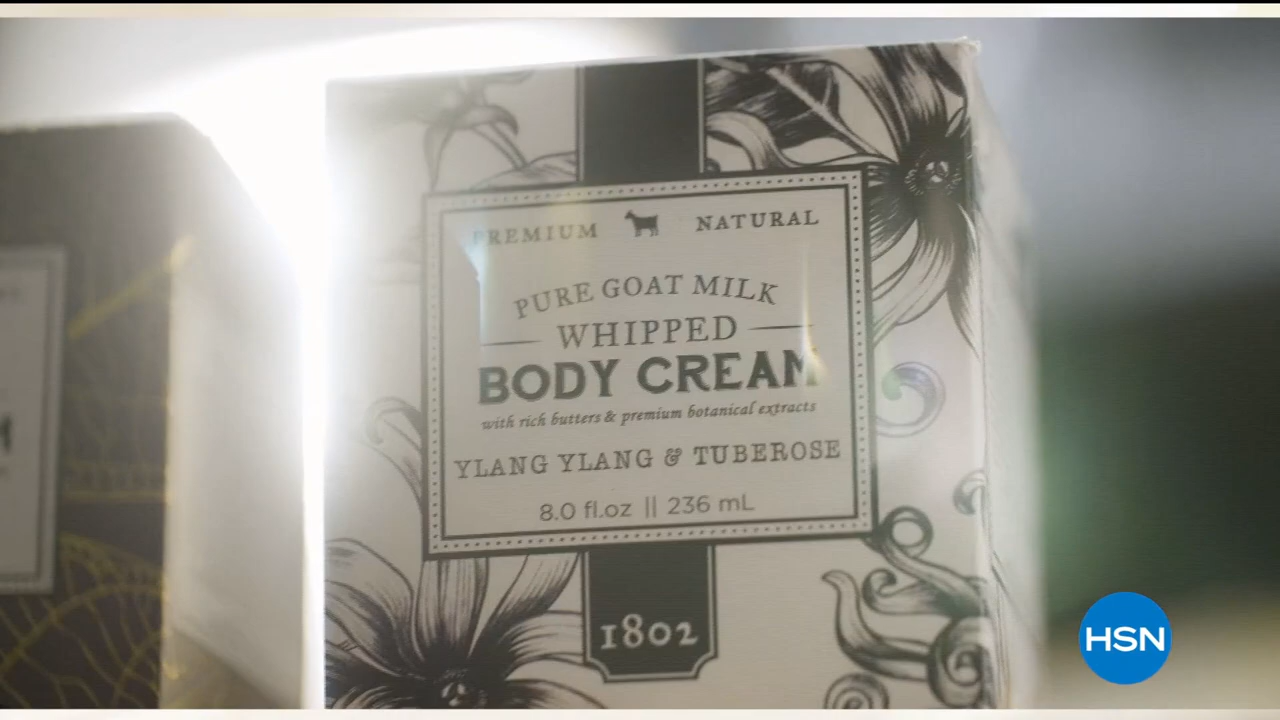 PREMIUM NATURAL
PURE GOAT MILK
WHIPPED
BODY CREAM
with rich butters & premium botanical extracts
YLANG YLANG & TUBEROSE
8.0 fl.oz || 236 mL
1802
HSN